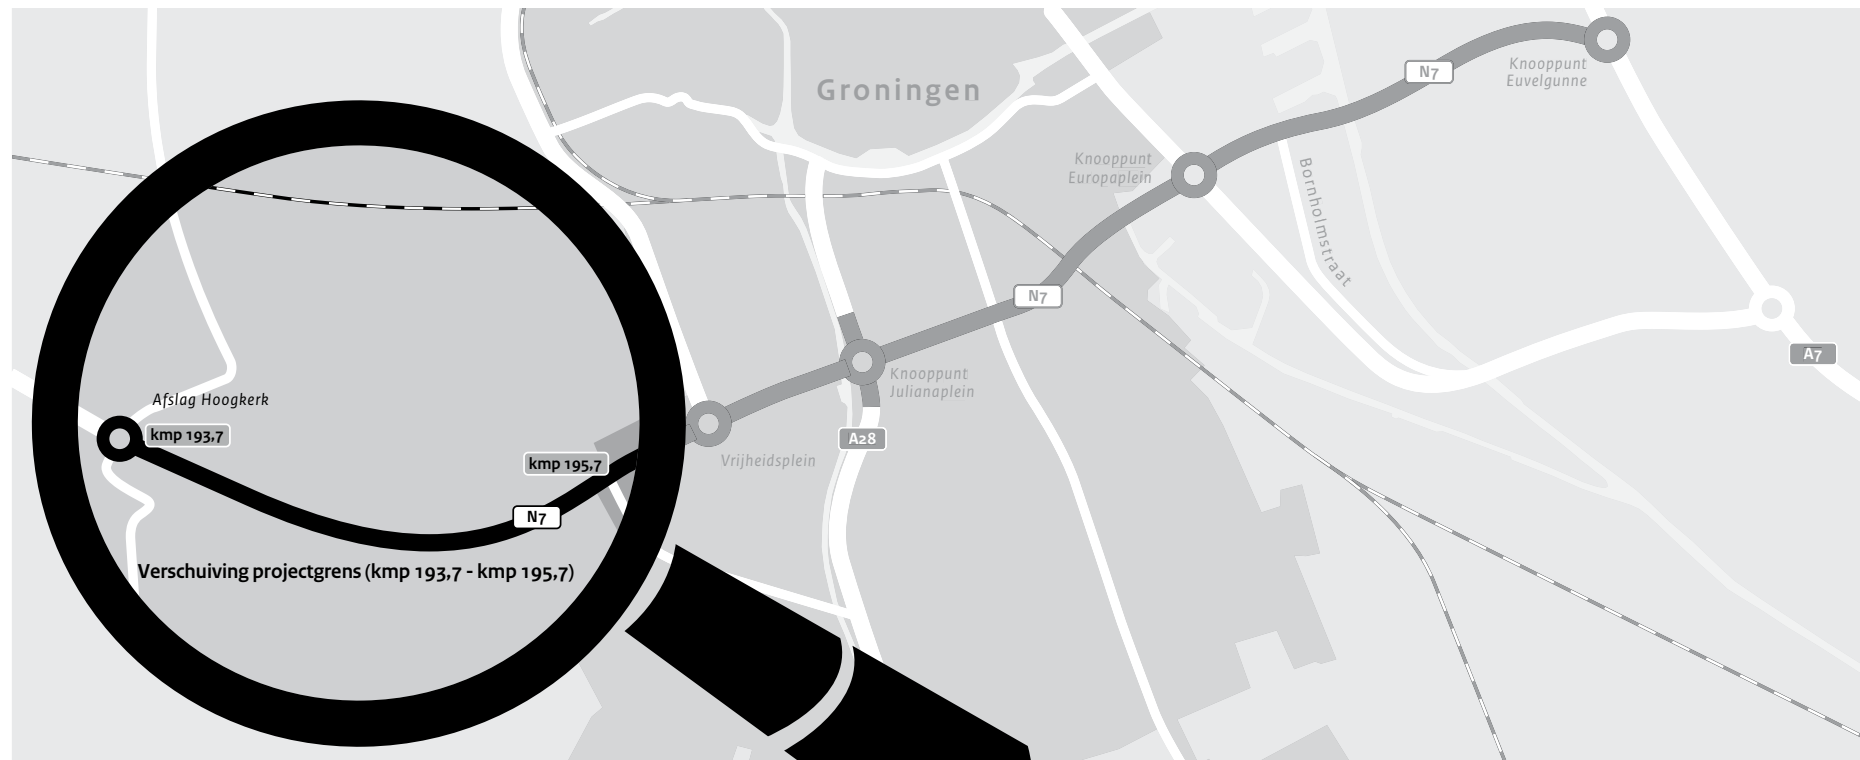 Groningen
N7
Knooppunt
Euvelgunne
Knooppunt
Europaplein
Bornholmstraat
N7
A7
Knooppunt
Julianaplein
Afslag Hoogkerk
kmp 193,7
A28
kmp 195,7
Vrijheidsplein
N7
Verschuiving projectgrens (kmp 193,7 - kmp 195,7)